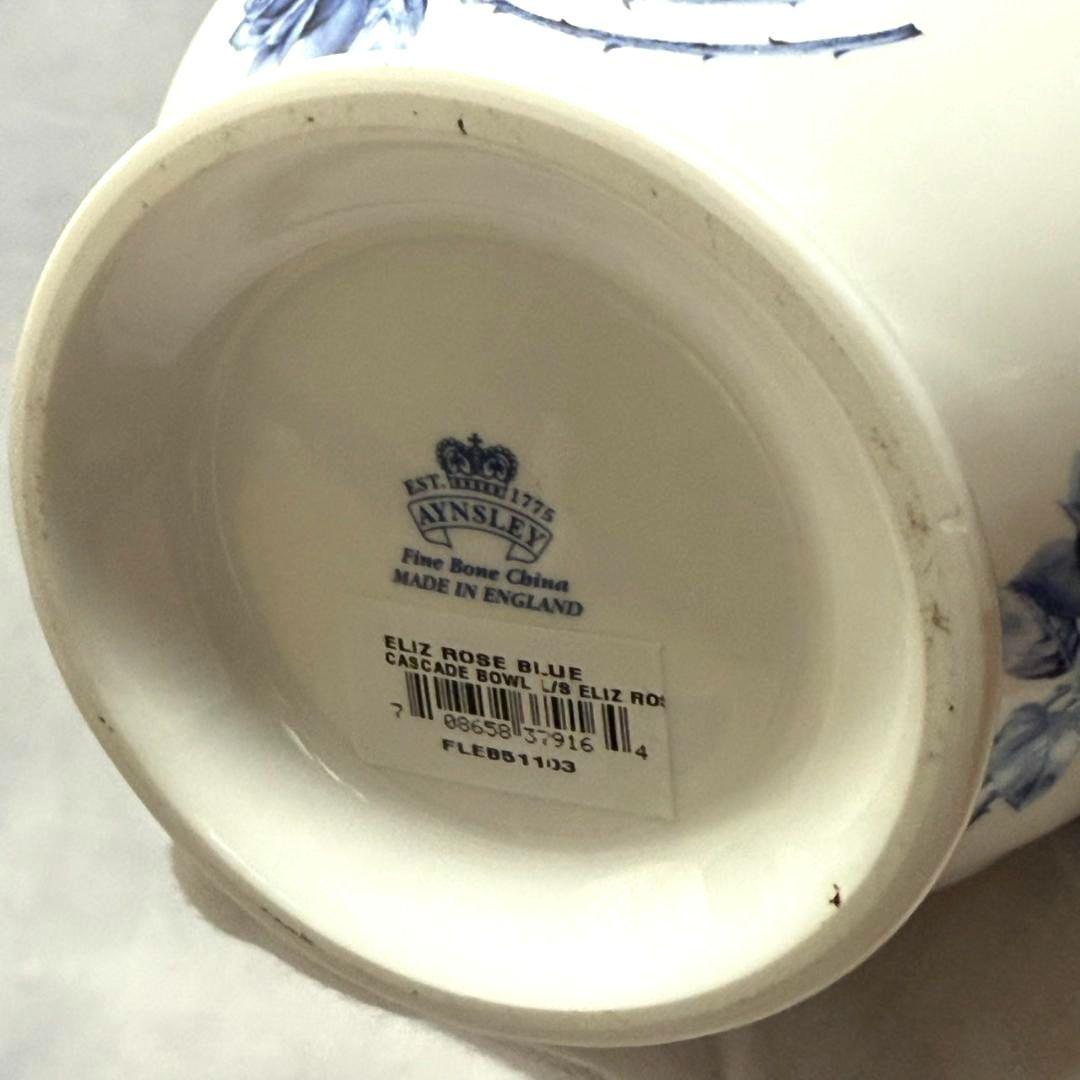 EST. 1775
AYNSLEY
Fine Bone China
MADE IN ENGLAND
ELIZ ROSE BLUE
CASCADE BOWL L/S ELIZ ROS
7 08658 37916 4
FLEB51103